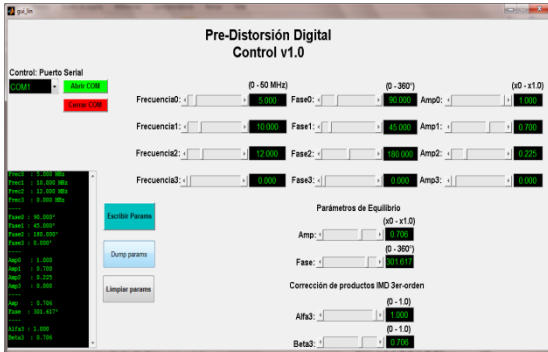 gui_lin
Pre-Distorsión Digital
Control v1.0
Control: Puerto Serial
COM1
Abrir COM
Cerrar COM
(0 - 50 MHz) (0 - 360°) (x0 - x1.0)
Frecuencia0: 5.000 Fase0: 90.000 Amp0: 1.000
Frecuencia1: 10.000 Fase1: 45.000 Amp1: 0.700
Frecuencia2: 12.000 Fase2: 180.000 Amp2: 0.225
Frecuencia3: 0.000 Fase3: 0.000 Amp3: 0.000
Frec0 : 5.000 MHz
Frec1 : 10.000 MHz
Frec2 : 12.000 MHz
Frec3 : 0.000 MHz
----
Fase0 : 90.000°
Fase1 : 45.000°
Fase2 : 180.000°
Fase3 : 0.000°
----
Amp0 : 1.000
Amp1 : 0.700
Amp2 : 0.225
Amp3 : 0.000
----
Amp : 0.706
Fase : 301.617°
----
Alfa3 : 1.000
Beta3 : 0.706
Escribir Params
Dump params
Limpiar params
Parámetros de Equilibrio
(x0 - x1.0)
Amp: 0.706
(0 - 360°)
Fase: 301.617
Corrección de productos IMD 3er-orden
(0 - 1.0)
Alfa3: 1.000
(0 - 1.0)
Beta3: 0.706